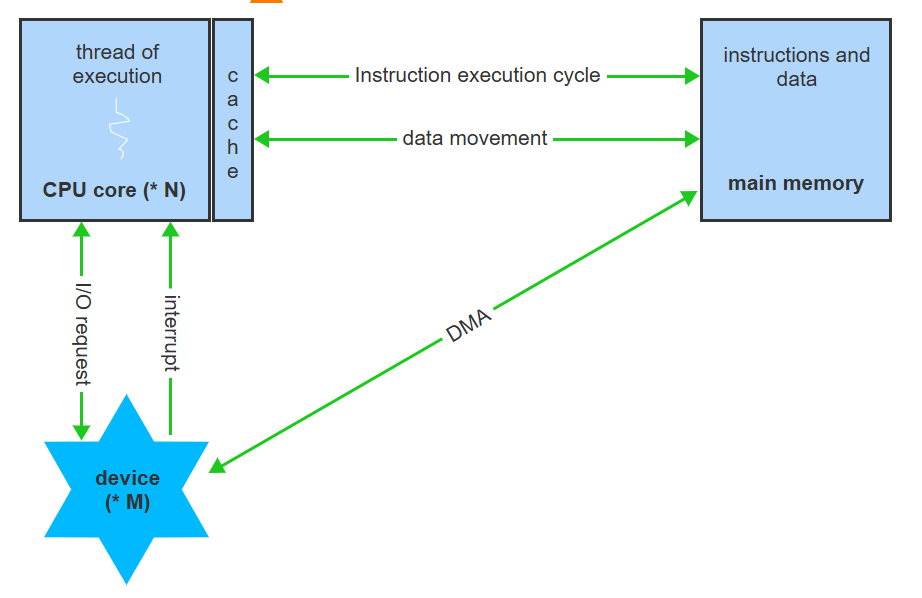 thread of
execution
CPU core (* N)
cache
Instruction execution cycle
data movement
instructions and
data
main memory
I/O request
interrupt
DMA
device
(* M)